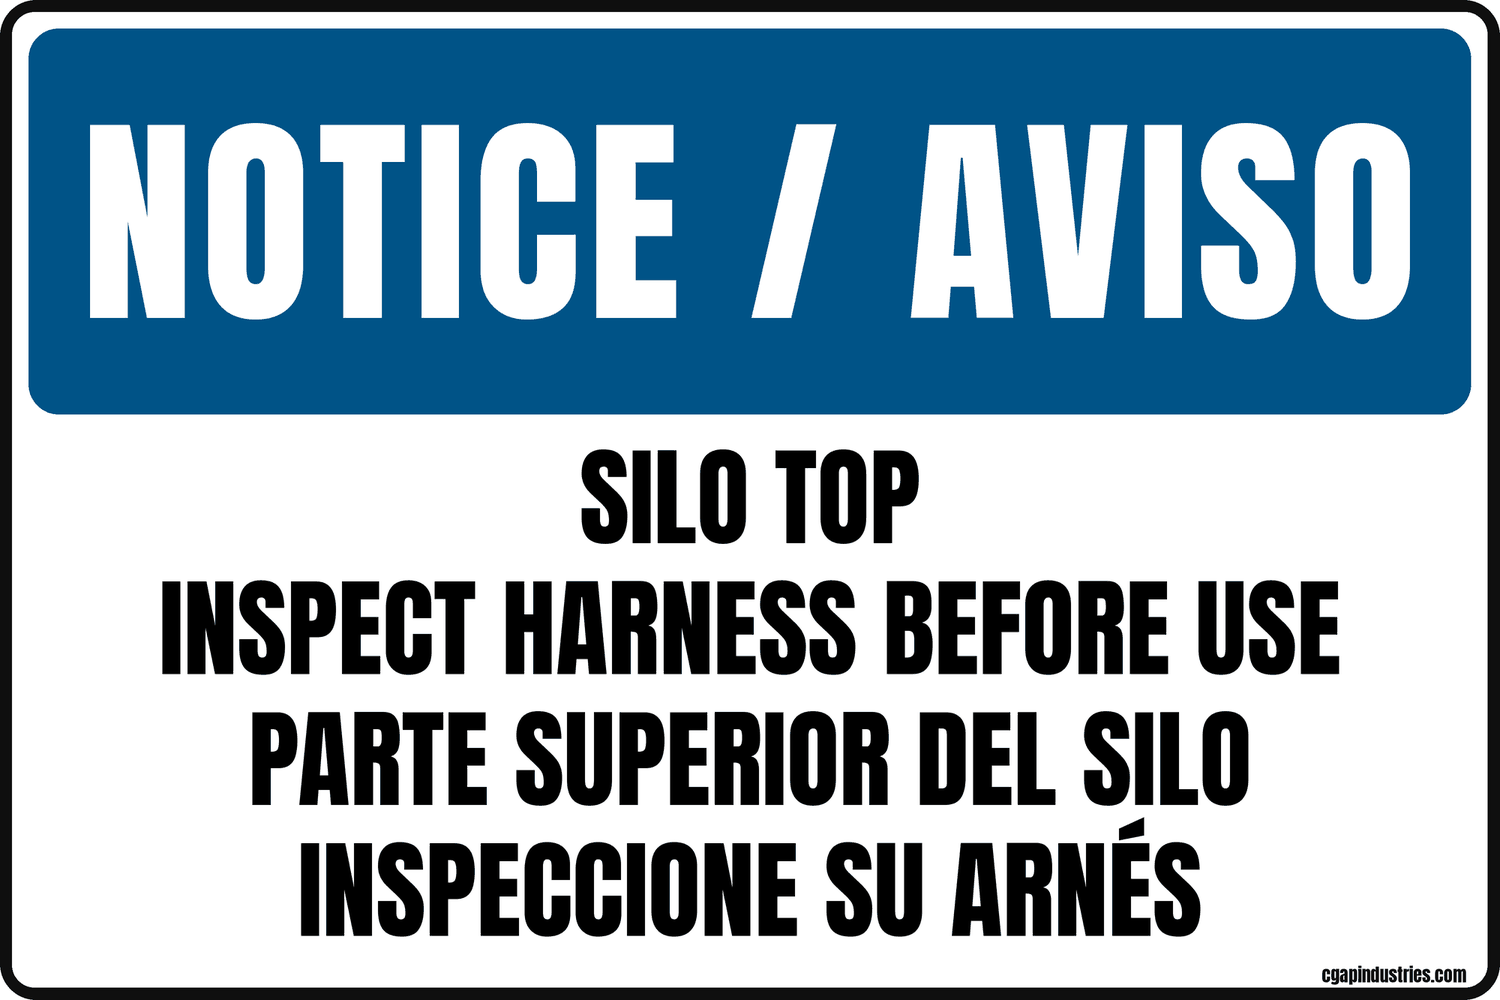 NOTICE / AVISO
SILO TOP
INSPECT HARNESS BEFORE USE
PARTE SUPERIOR DEL SILO
INSPECCIONE SU ARNÉS
cgapindustries.com